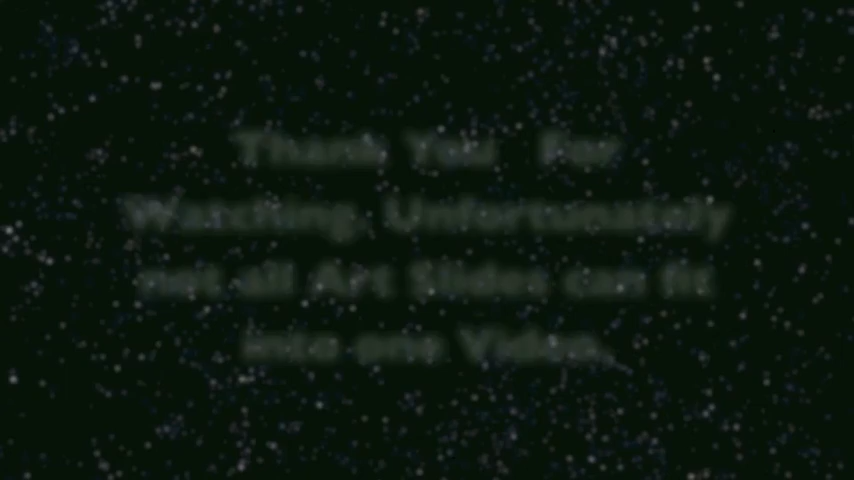 Thank You For
Watching. Unfortunately
not all Art Slides can fit
into one Video.